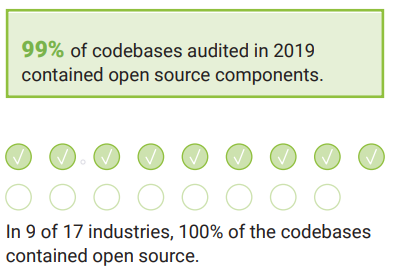 99% of codebases audited in 2019
contained open source components.
In 9 of 17 industries, 100% of the codebases
contained open source.